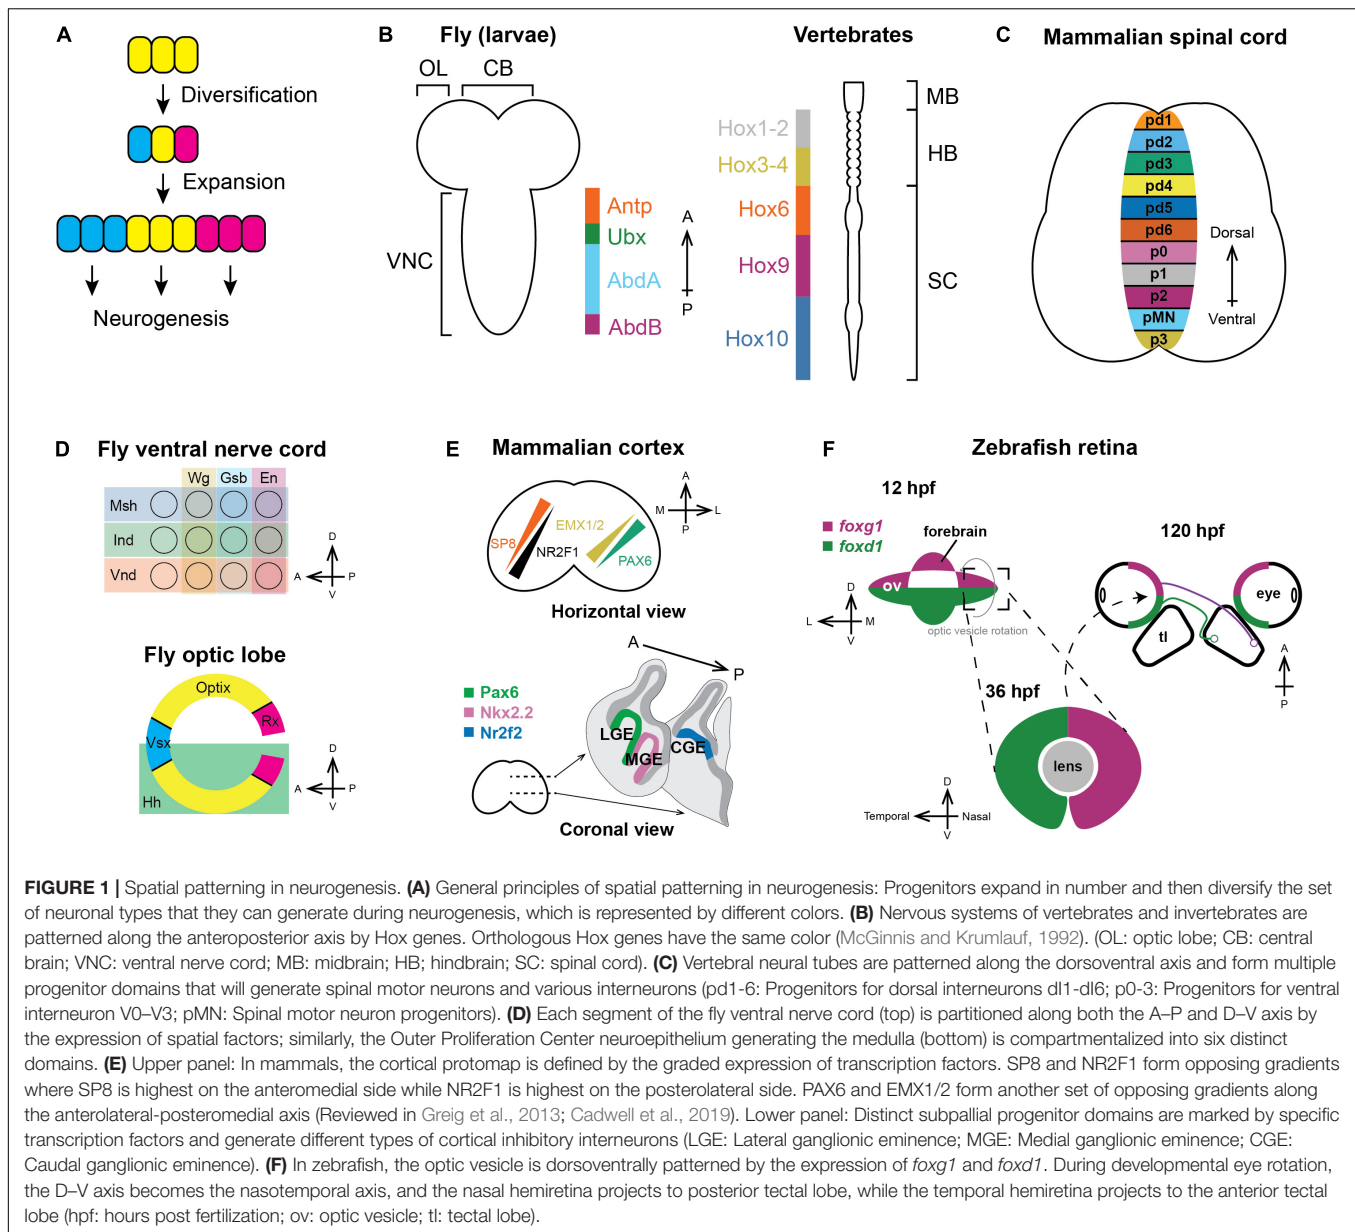 A
Diversification
Expansion
Neurogenesis
B
Fly (larvae)
OL
CB
VNC
Antp
Ubx
AbdA
AbdB
A
P
Vertebrates
Hox1-2
Hox3-4
Hox6
Hox9
Hox10
MB
HB
SC
C
Mammalian spinal cord
pd1
pd2
pd3
pd4
pd5
pd6
p0
p1
p2
pMN
p3
Dorsal
Ventral
D
Fly ventral nerve cord
Wg
Gsb
En
Msh
Ind
Vnd
D
A
P
V
Fly optic lobe
Optix
Rx
Vsx
Hh
D
A
P
V
E
Mammalian cortex
SP8
EMX1/2
NR2F1
PAX6
A
M
L
P
Horizontal view
A
P
Pax6
Nkx2.2
Nr2f2
LGE
MGE
CGE
Coronal view
F
Zebrafish retina
12 hpf
foxg1
foxd1
forebrain
ov
D
L
M
V
optic vesicle rotation
120 hpf
eye
tl
A
P
36 hpf
lens
D
Temporal
Nasal
V
FIGURE 1 | Spatial patterning in neurogenesis. (A) General principles of spatial patterning in neurogenesis: Progenitors expand in number and then diversify the set
of neuronal types that they can generate during neurogenesis, which is represented by different colors. (B) Nervous systems of vertebrates and invertebrates are
patterned along the anteroposterior axis by Hox genes. Orthologous Hox genes have the same color (McGinnis and Krumlauf, 1992). (OL: optic lobe; CB: central
brain; VNC: ventral nerve cord; MB: midbrain; HB; hindbrain; SC: spinal cord). (C) Vertebral neural tubes are patterned along the dorsoventral axis and form multiple
progenitor domains that will generate spinal motor neurons and various interneurons (pd1-6: Progenitors for dorsal interneurons dI1-dI6; p0-3: Progenitors for ventral
interneuron V0–V3; pMN: Spinal motor neuron progenitors). (D) Each segment of the fly ventral nerve cord (top) is partitioned along both the A–P and D–V axis by
the expression of spatial factors; similarly, the Outer Proliferation Center neuroepithelium generating the medulla (bottom) is compartmentalized into six distinct
domains. (E) Upper panel: In mammals, the cortical protomap is defined by the graded expression of transcription factors. SP8 and NR2F1 form opposing gradients
where SP8 is highest on the anteromedial side while NR2F1 is highest on the posterolateral side. PAX6 and EMX1/2 form another set of opposing gradients along
the anterolateral-posteromedial axis (Reviewed in Greig et al., 2013; Cadwell et al., 2019). Lower panel: Distinct subpallial progenitor domains are marked by specific
transcription factors and generate different types of cortical inhibitory interneurons (LGE: Lateral ganglionic eminence; MGE: Medial ganglionic eminence; CGE:
Caudal ganglionic eminence). (F) In zebrafish, the optic vesicle is dorsoventrally patterned by the expression of foxg1 and foxd1. During developmental eye rotation,
the D–V axis becomes the nasotemporal axis, and the nasal hemiretina projects to posterior tectal lobe, while the temporal hemiretina projects to the anterior tectal
lobe (hpf: hours post fertilization; ov: optic vesicle; tl: tectal lobe).